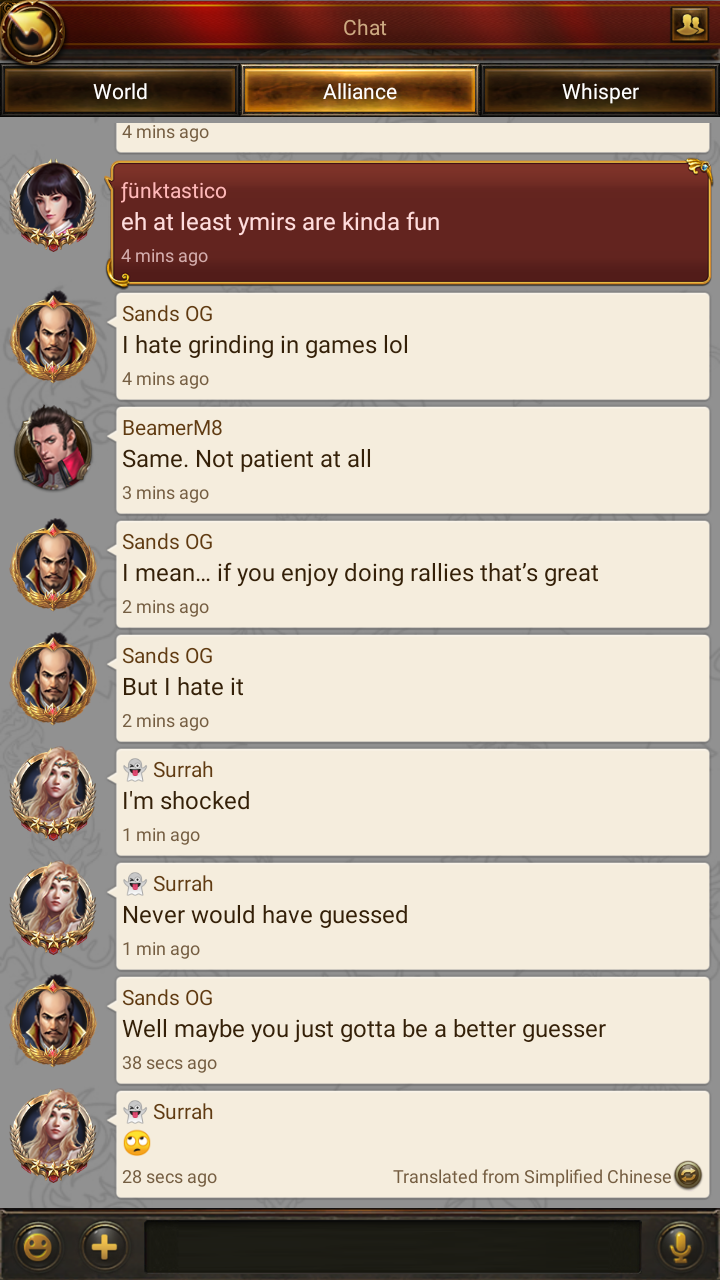 Chat
World
Alliance
Whisper
4 mins ago
ƒünktastico
eh at least ymirs are kinda fun
4 mins ago
Sands OG
I hate grinding in games lol
4 mins ago
BeamerM8
Same. Not patient at all
3 mins ago
Sands OG
I mean… if you enjoy doing rallies that’s great
2 mins ago
Sands OG
But I hate it
2 mins ago
👻 Surrah
I'm shocked
1 min ago
👻 Surrah
Never would have guessed
1 min ago
Sands OG
Well maybe you just gotta be a better guesser
38 secs ago
👻 Surrah
🙄
28 secs ago
Translated from Simplified Chinese